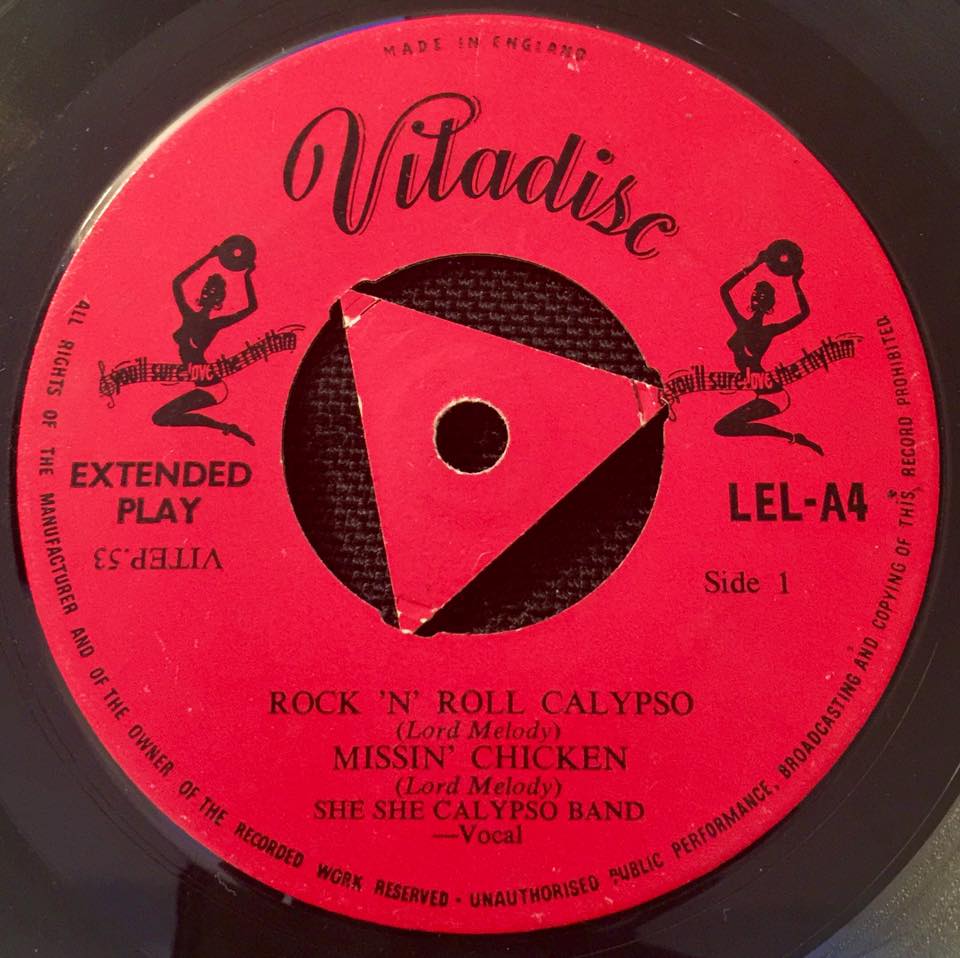 MADE IN ENGLAND
Vitadisc
you'll sure love the rhythm
you'll sure love the rhythm
EXTENDED
PLAY
VITEP.53
LEL-A4
Side 1
ROCK 'N' ROLL CALYPSO
(Lord Melody)
MISSIN' CHICKEN
(Lord Melody)
SHE SHE CALYPSO BAND
—Vocal
ALL RIGHTS OF THE MANUFACTURER AND OF THE OWNER OF THE RECORDED WORK RESERVED · UNAUTHORISED PUBLIC PERFORMANCE, BROADCASTING AND COPYING OF THIS RECORD PROHIBITED